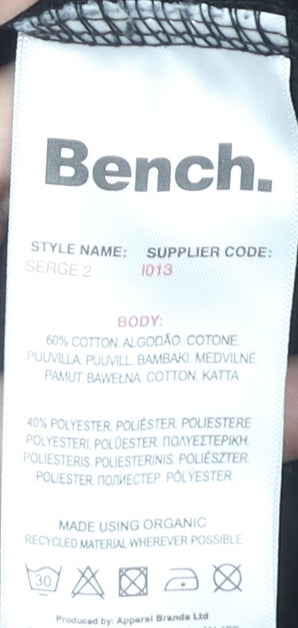 Bench.
STYLE NAME: SUPPLIER CODE:
SERGE 2 I013
BODY:
60% COTTON. ALGODÃO. COTONE.
PUUVILLA. PUUVILL. BAMBAKI. MEDVILNĖ.
PAMUT. BAWEŁNA. COTTON. KATTA
40% POLYESTER. POLIÉSTER. POLIESTERE
POLYESTERI. POLÜESTER. ΠΟΛΥΕΣΤΕΡΙΚΗ.
POLIESTERIS. POLIESTERINIS. POLIÉSZTER.
POLIESTER. ПОЛИЕСТЕР. PÓLÝESTER.
MADE USING ORGANIC
RECYCLED MATERIAL WHEREVER POSSIBLE
30
Produced by: Apparel Brands Ltd